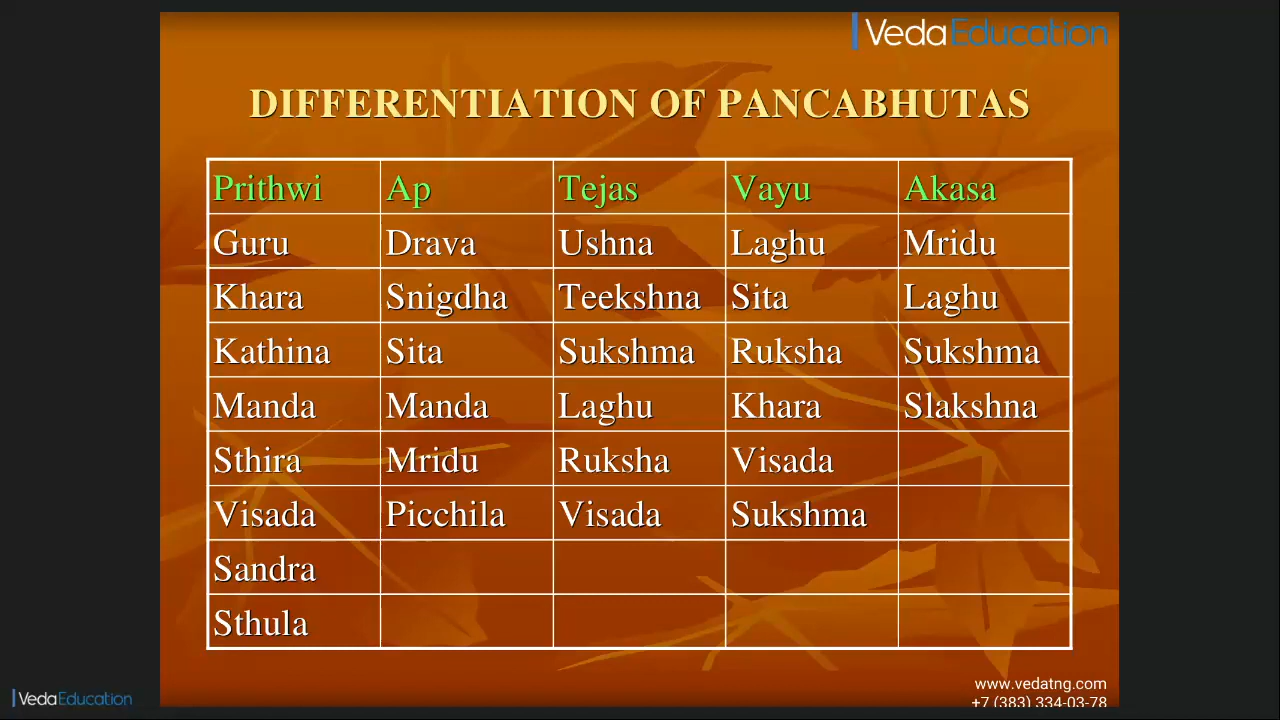 VedaEducation
DIFFERENTIATION OF PANCABHUTAS
Prithwi Ap Tejas Vayu Akasa
Guru Drava Ushna Laghu Mridu
Khara Snigdha Teekshna Sita Laghu
Kathina Sita Sukshma Ruksha Sukshma
Manda Manda Laghu Khara Slakshna
Sthira Mridu Ruksha Visada
Visada Picchila Visada Sukshma
Sandra
Sthula
www.vedatng.com
+7 (383) 334-03-78
VedaEducation